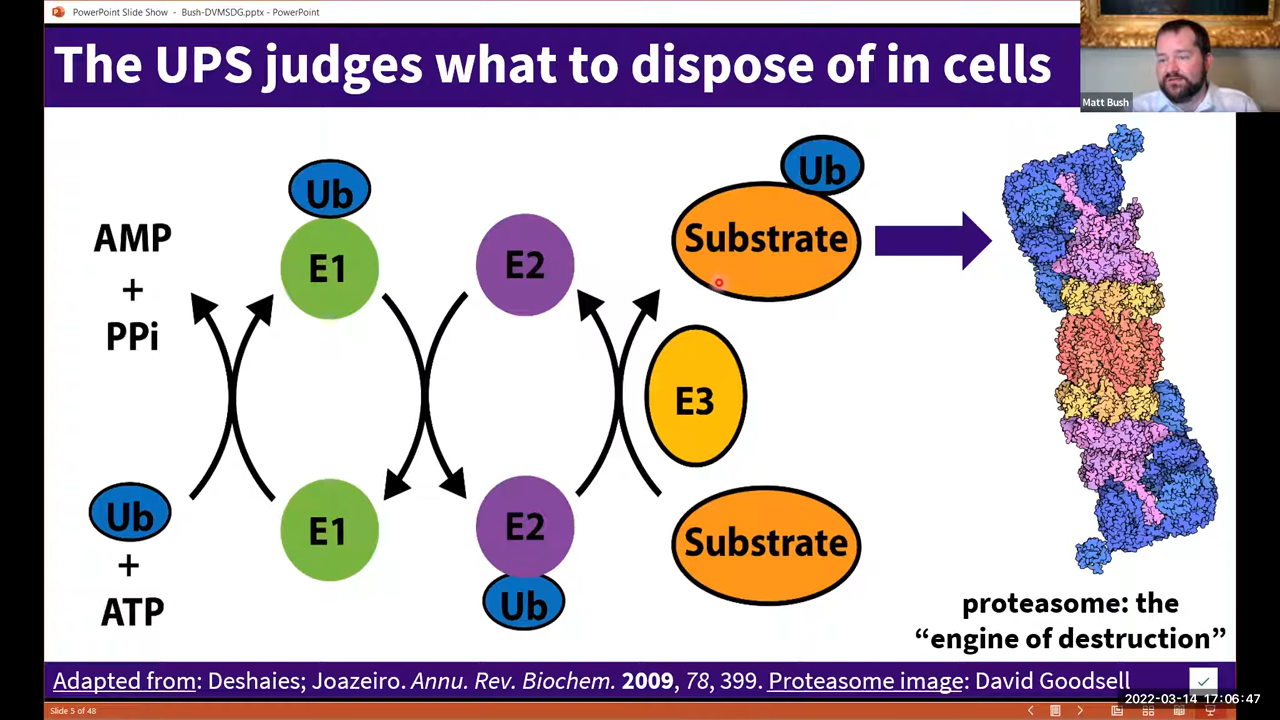 PowerPoint Slide Show - Bush-DVMSDG.pptx - PowerPoint
The UPS judges what to dispose of in cells
Matt Bush
Ub
E1
E2
Ub
Substrate
AMP
+
PPi
E3
Ub
+
ATP
E1
E2
Ub
Substrate
proteasome: the
“engine of destruction”
Adapted from: Deshaies; Joazeiro. Annu. Rev. Biochem. 2009, 78, 399. Proteasome image: David Goodsell
2022-03-14 17:06:47
Slide 5 of 48